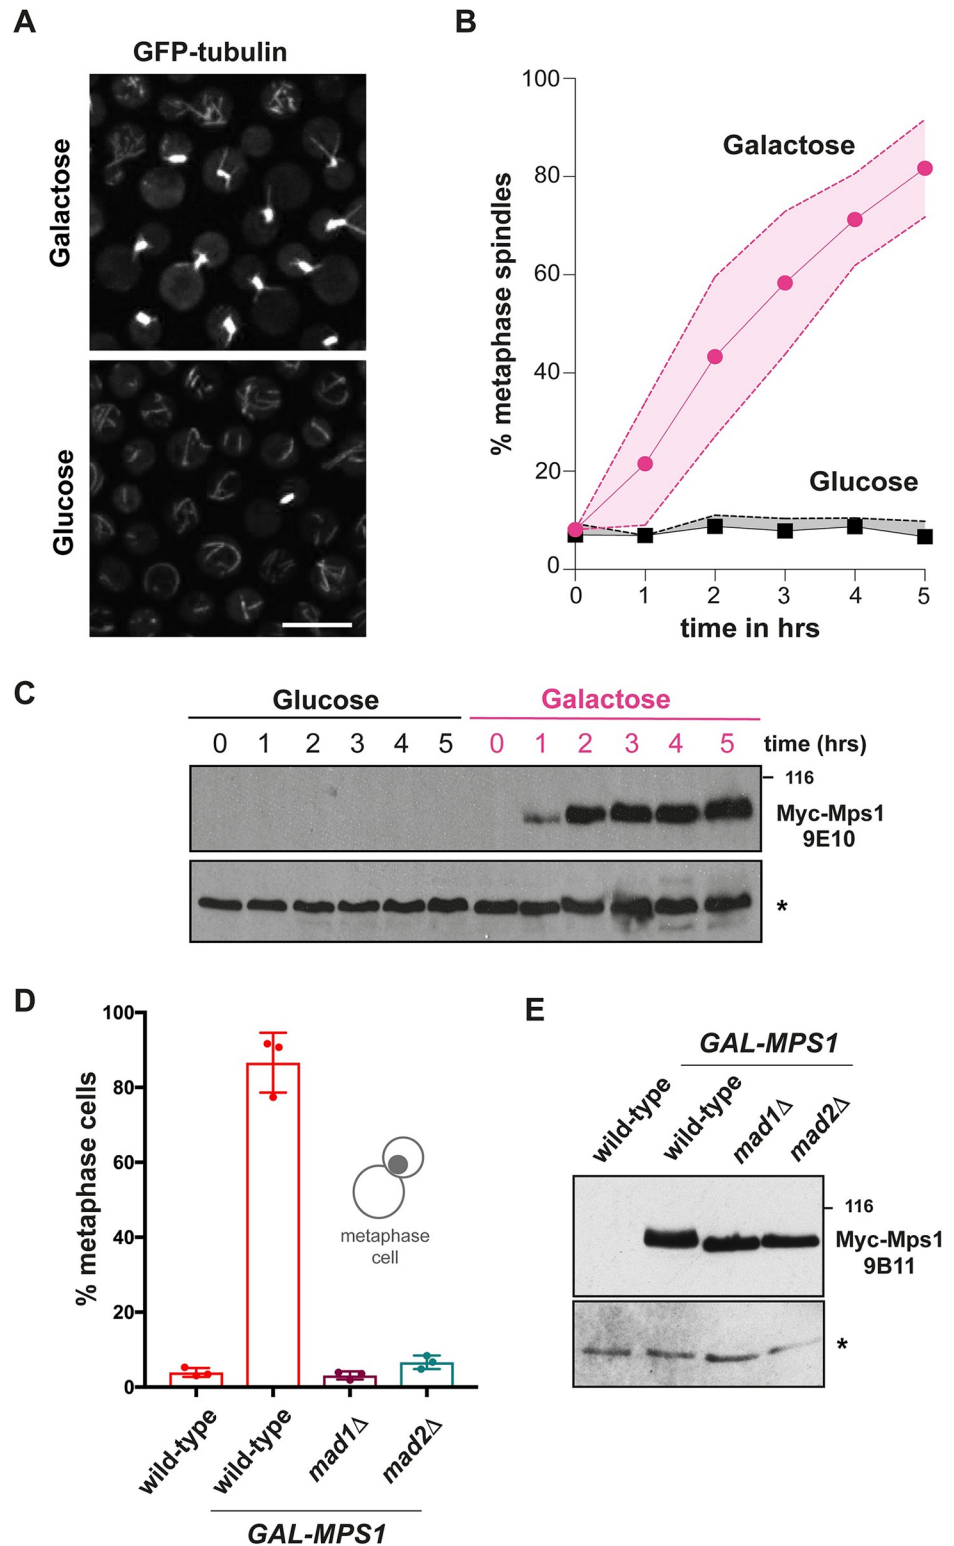 A
GFP-tubulin
Galactose
Glucose
B
% metaphase spindles
100
80
60
40
20
0
Galactose
Glucose
0 1 2 3 4 5
time in hrs
C
Glucose Galactose
0 1 2 3 4 5 0 1 2 3 4 5 time (hrs)
116
Myc-Mps1
9E10
*
D
% metaphase cells
100
80
60
40
20
0
metaphase
cell
wild-type wild-type mad1Δ mad2Δ
GAL-MPS1
E
GAL-MPS1
wild-type wild-type mad1Δ mad2Δ
116
Myc-Mps1
9B11
*